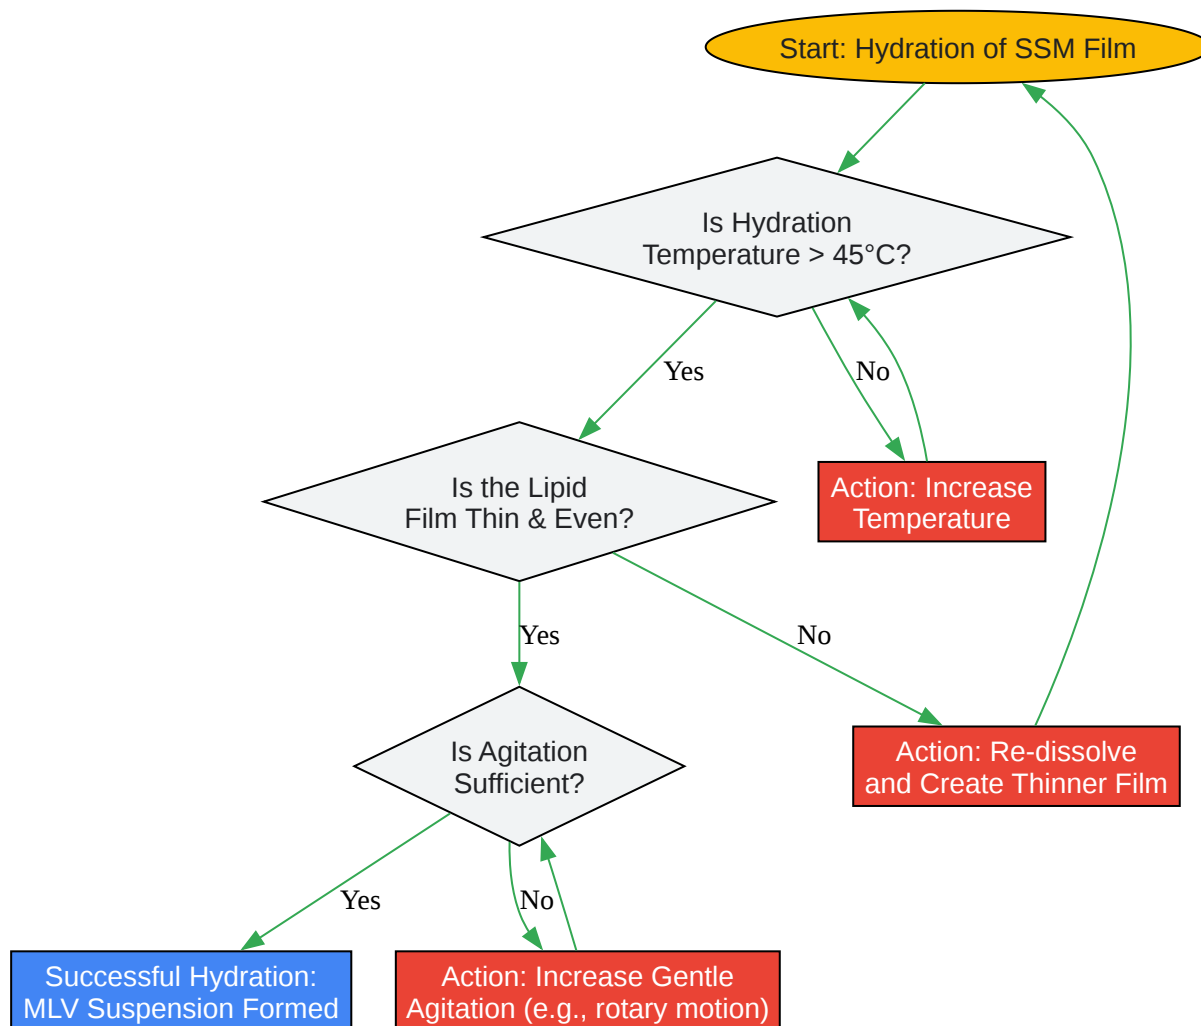 Start: Hydration of SSM Film
Is Hydration
Temperature > 45°C?
Yes
No
Is the Lipid
Film Thin & Even?
Action: Increase
Temperature
Yes
No
Is Agitation
Sufficient?
Action: Re-dissolve
and Create Thinner Film
Yes
No
Successful Hydration:
MLV Suspension Formed
Action: Increase Gentle
Agitation (e.g., rotary motion)